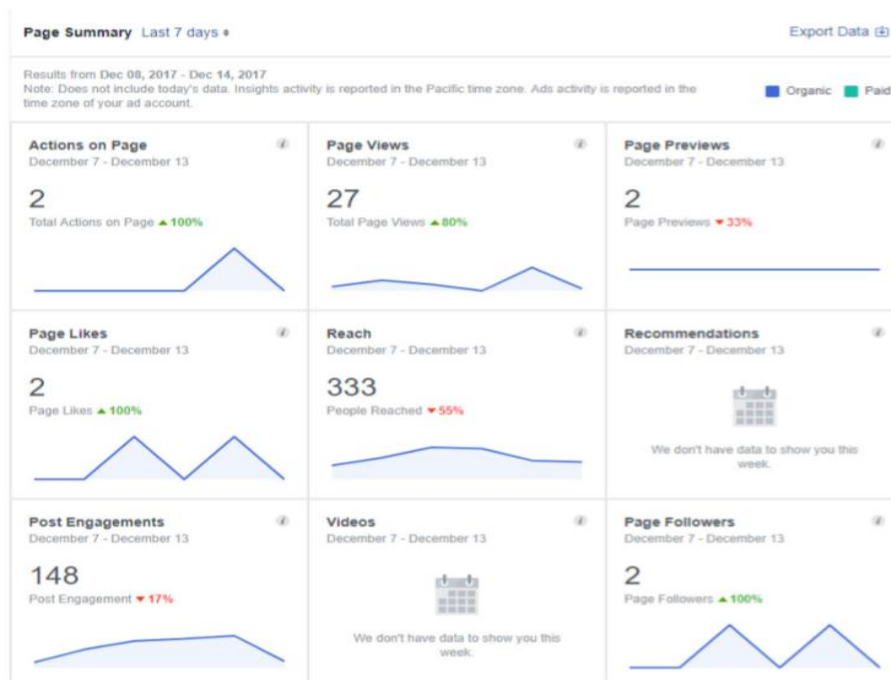 Page Summary Last 7 days
Export Data
Results from Dec 08, 2017 - Dec 14, 2017
Note: Does not include today's data. Insights activity is reported in the Pacific time zone. Ads activity is reported in the
time zone of your ad account.
Organic Paid
Actions on Page
December 7 - December 13
2
Total Actions on Page ▲ 100%
Page Views
December 7 - December 13
27
Total Page Views ▲ 80%
Page Previews
December 7 - December 13
2
Page Previews ▼ 33%
Page Likes
December 7 - December 13
2
Page Likes ▲ 100%
Reach
December 7 - December 13
333
People Reached ▼ 55%
Recommendations
December 7 - December 13
We don't have data to show you this
week.
Post Engagements
December 7 - December 13
148
Post Engagement ▼ 17%
Videos
December 7 - December 13
We don't have data to show you this
week.
Page Followers
December 7 - December 13
2
Page Followers ▲ 100%